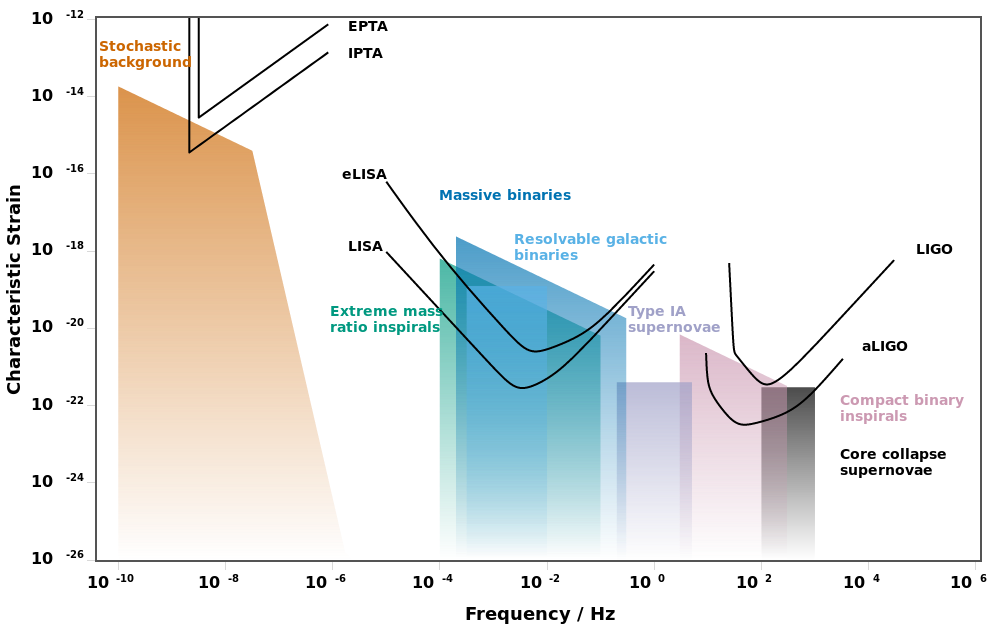 10 -12
EPTA
Stochastic
background
IPTA
10 -14
10 -16
eLISA
Massive binaries
10 -18
LISA
Resolvable galactic
binaries
LIGO
10 -20
Extreme mass
ratio inspirals
Type IA
supernovae
aLIGO
10 -22
Compact binary
inspirals
Core collapse
supernovae
10 -24
10 -26
Characteristic Strain
10 -10 10 -8 10 -6 10 -4 10 -2 10 0 10 2 10 4 10 6
Frequency / Hz